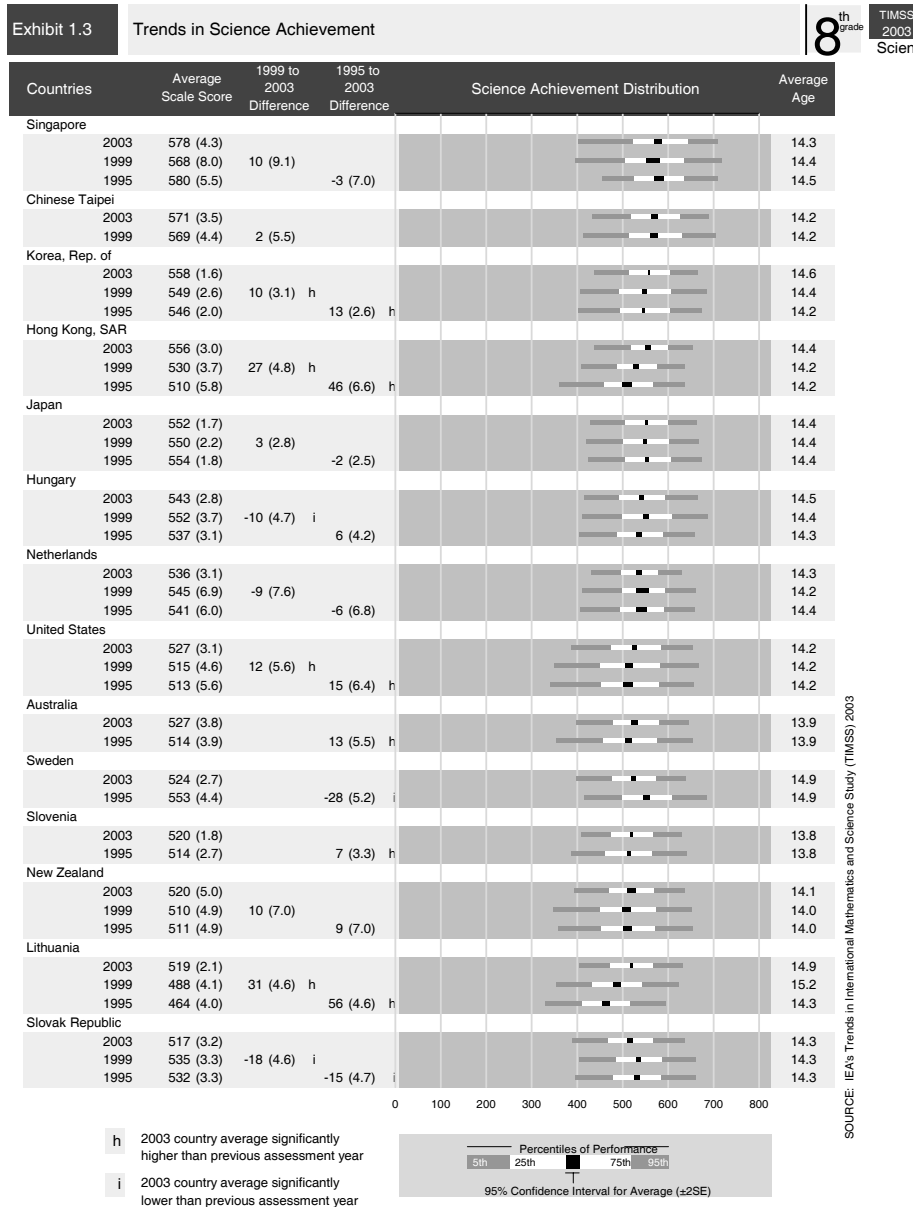 Exhibit 1.3 Trends in Science Achievement 8th grade TIMSS 2003 Scien
Countries Average Scale Score 1999 to 2003 Difference 1995 to 2003 Difference Science Achievement Distribution Average Age
Singapore
2003 578 (4.3) 14.3
1999 568 (8.0) 10 (9.1) 14.4
1995 580 (5.5) -3 (7.0) 14.5
Chinese Taipei
2003 571 (3.5) 14.2
1999 569 (4.4) 2 (5.5) 14.2
Korea, Rep. of
2003 558 (1.6) 14.6
1999 549 (2.6) 10 (3.1) h 14.4
1995 546 (2.0) 13 (2.6) h 14.2
Hong Kong, SAR
2003 556 (3.0) 14.4
1999 530 (3.7) 27 (4.8) h 14.2
1995 510 (5.8) 46 (6.6) h 14.2
Japan
2003 552 (1.7) 14.4
1999 550 (2.2) 3 (2.8) 14.4
1995 554 (1.8) -2 (2.5) 14.4
Hungary
2003 543 (2.8) 14.5
1999 552 (3.7) -10 (4.7) i 14.4
1995 537 (3.1) 6 (4.2) 14.3
Netherlands
2003 536 (3.1) 14.3
1999 545 (6.9) -9 (7.6) 14.2
1995 541 (6.0) -6 (6.8) 14.4
United States
2003 527 (3.1) 14.2
1999 515 (4.6) 12 (5.6) h 14.2
1995 513 (5.6) 15 (6.4) h 14.2
Australia
2003 527 (3.8) 13.9
1995 514 (3.9) 13 (5.5) h 13.9
Sweden
2003 524 (2.7) 14.9
1995 553 (4.4) -28 (5.2) i 14.9
Slovenia
2003 520 (1.8) 13.8
1995 514 (2.7) 7 (3.3) h 13.8
New Zealand
2003 520 (5.0) 14.1
1999 510 (4.9) 10 (7.0) 14.0
1995 511 (4.9) 9 (7.0) 14.0
Lithuania
2003 519 (2.1) 14.9
1999 488 (4.1) 31 (4.6) h 15.2
1995 464 (4.0) 56 (4.6) h 14.3
Slovak Republic
2003 517 (3.2) 14.3
1999 535 (3.3) -18 (4.6) i 14.3
1995 532 (3.3) -15 (4.7) i 14.3
0 100 200 300 400 500 600 700 800
h 2003 country average significantly
higher than previous assessment year
i 2003 country average significantly
lower than previous assessment year
Percentiles of Performance
5th 25th 75th 95th
95% Confidence Interval for Average (±2SE)
SOURCE: IEA's Trends in International Mathematics and Science Study (TIMSS) 2003